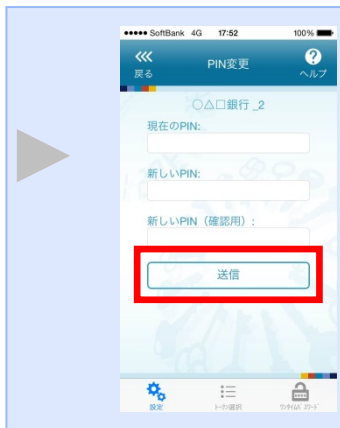 SoftBank 4G 17:52 100%
戻る PIN変更 ? ヘルプ
○△□銀行 _2
現在のPIN:
新しいPIN:
新しいPIN（確認用）:
送信
設定 トークン選択 ワンタイムパスワード